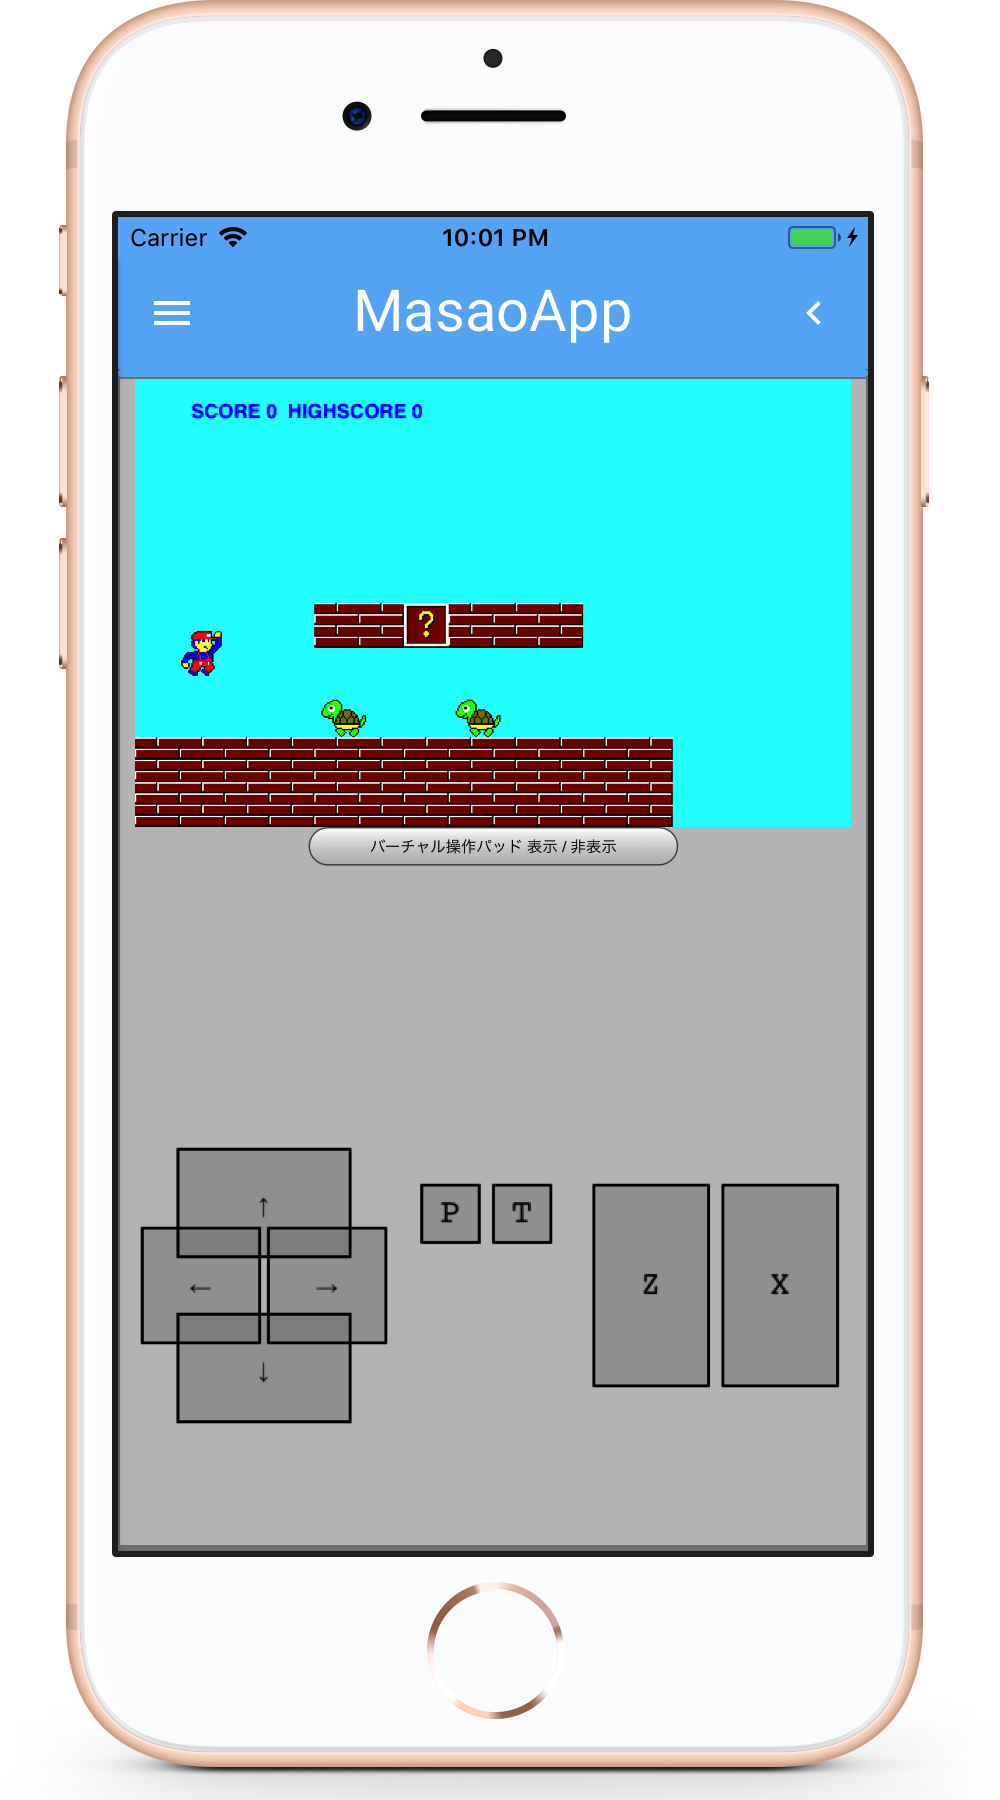 Carrier 10:01 PM
MasaoApp
SCORE 0 HIGHSCORE 0
?
バーチャル操作パッド 表示 / 非表示
↑
P T
← → Z X
↓